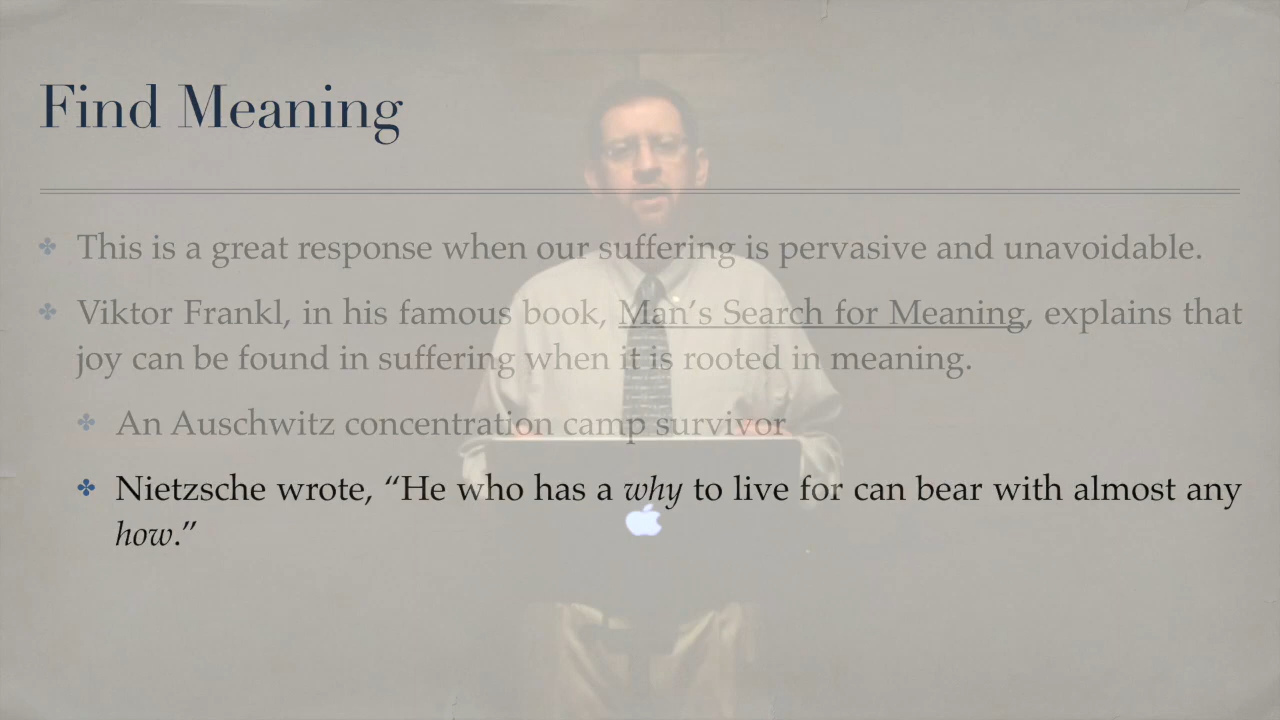 Find Meaning
This is a great response when our suffering is pervasive and unavoidable.
Viktor Frankl, in his famous book, Man’s Search for Meaning, explains that
joy can be found in suffering when it is rooted in meaning.
An Auschwitz concentration camp survivor
Nietzsche wrote, “He who has a why to live for can bear with almost any
how.”